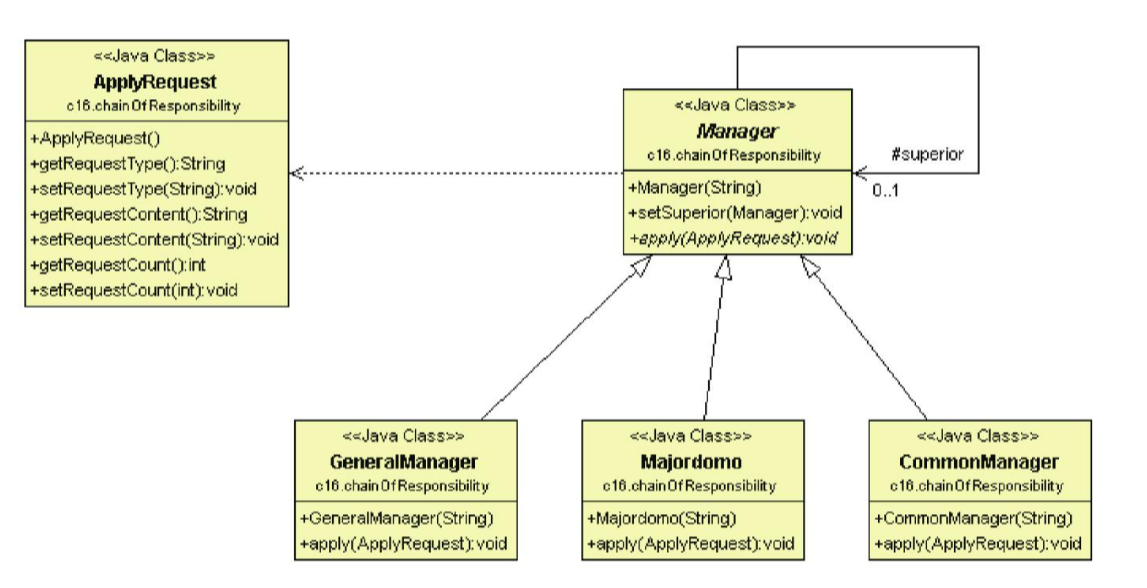 <<Java Class>>
ApplyRequest
c16.chainOfResponsibility
+ApplyRequest()
+getRequestType():String
+setRequestType(String):void
+getRequestContent():String
+setRequestContent(String):void
+getRequestCount():int
+setRequestCount(int):void
<<Java Class>>
Manager
c16.chainOfResponsibility
+Manager(String)
+setSuperior(Manager):void
+apply(ApplyRequest):void
#superior
0..1
<<Java Class>>
GeneralManager
c16.chainOfResponsibility
+GeneralManager(String)
+apply(ApplyRequest):void
<<Java Class>>
Majordomo
c16.chainOfResponsibility
+Majordomo(String)
+apply(ApplyRequest):void
<<Java Class>>
CommonManager
c16.chainOfResponsibility
+CommonManager(String)
+apply(ApplyRequest):void